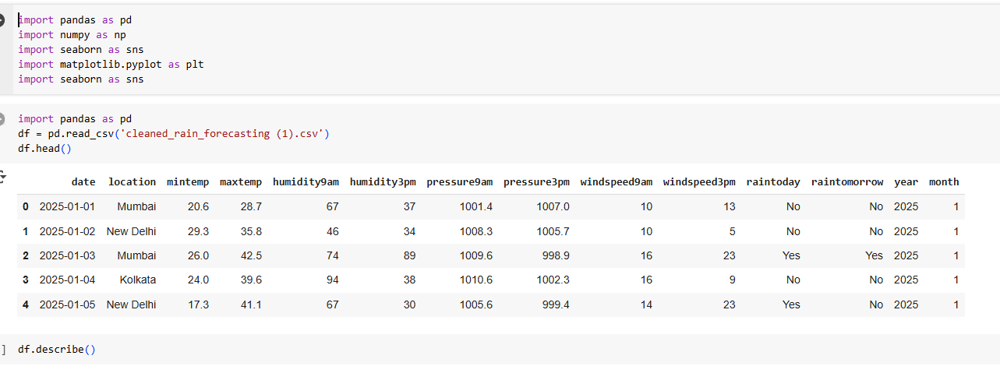 import pandas as pd
import numpy as np
import seaborn as sns
import matplotlib.pyplot as plt
import seaborn as sns
import pandas as pd
df = pd.read_csv('cleaned_rain_forecasting (1).csv')
df.head()
date location mintemp maxtemp humidity9am humidity3pm pressure9am pressure3pm windspeed9am windspeed3pm raintoday raintomorrow year month
0 2025-01-01 Mumbai 20.6 28.7 67 37 1001.4 1007.0 10 13 No No 2025 1
1 2025-01-02 New Delhi 29.3 35.8 46 34 1008.3 1005.7 10 5 No No 2025 1
2 2025-01-03 Mumbai 26.0 42.5 74 89 1009.6 998.9 16 23 Yes Yes 2025 1
3 2025-01-04 Kolkata 24.0 39.6 94 38 1010.6 1002.3 16 9 No No 2025 1
4 2025-01-05 New Delhi 17.3 41.1 67 30 1005.6 999.4 14 23 Yes No 2025 1
] df.describe()